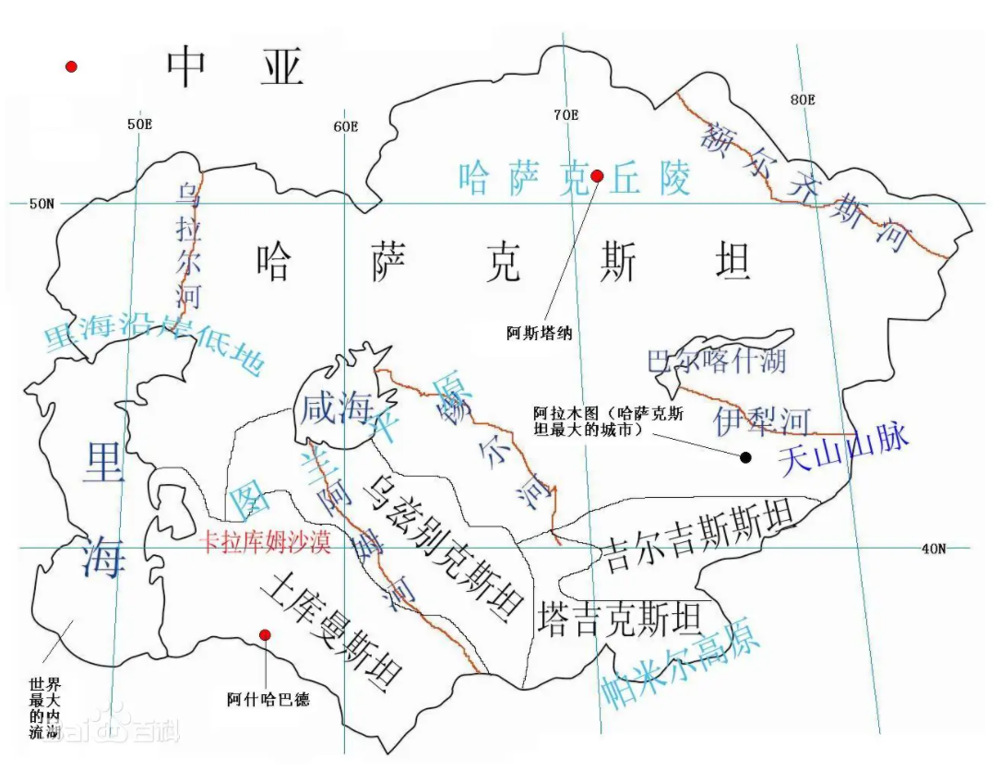 中亚
50E
60E
70E
80E
额尔齐斯河
哈萨克丘陵
50N
乌拉尔河
哈萨克斯坦
里海沿岸低地
阿斯塔纳
巴尔喀什湖
咸海
锡尔河
阿拉木图（哈萨克斯
坦最大的城市）
伊犁河
天山山脉
里海
图兰平原
阿姆河
乌兹别克斯坦
吉尔吉斯斯坦
卡拉库姆沙漠
40N
土库曼斯坦
塔吉克斯坦
帕米尔高原
世界
最大
的内
流湖
阿什哈巴德
Bai 百科